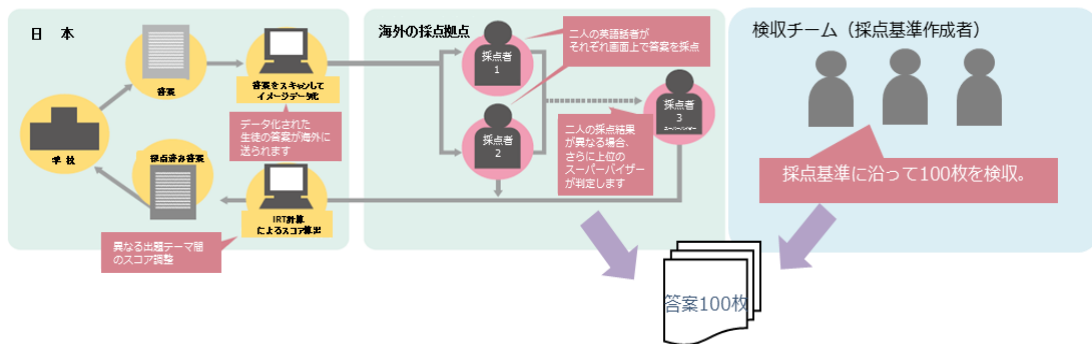 日 本
答案
答案をスキャンして
イメージデータ化
データ化された
生徒の答案が海外に
送られます
学 校
採点済み答案
IRT計算
によるスコア算出
異なる出題テーマ間
のスコア調整
海外の採点拠点
採点者
1
二人の英語話者が
それぞれ画面上で答案を採点
採点者
2
採点者
3
スーパーバイザー
二人の採点結果
が異なる場合、
さらに上位の
スーパーバイザー
が判定します
検収チーム（採点基準作成者）
採点基準に沿って100枚を検収。
答案100枚